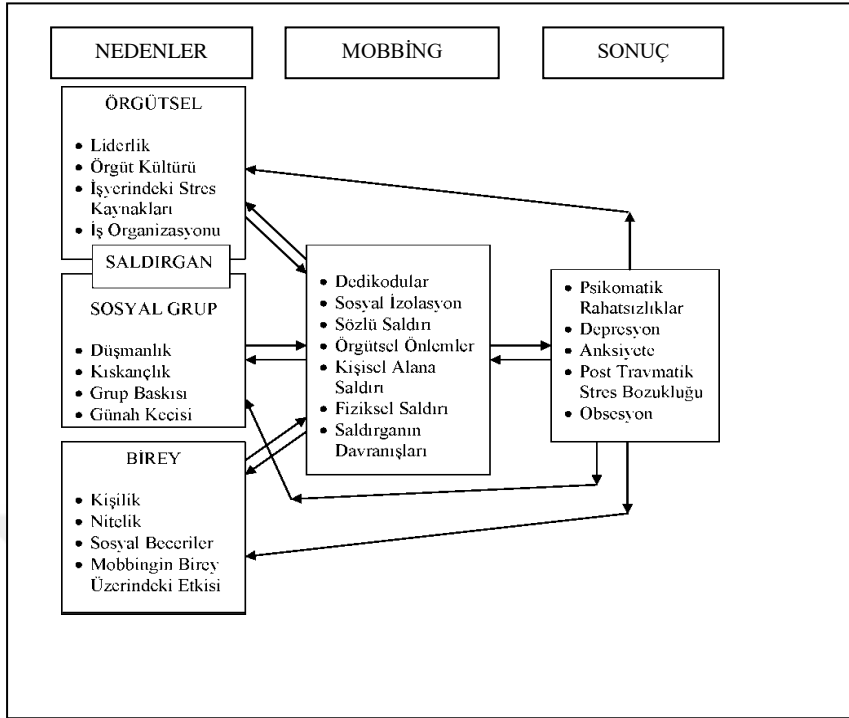 NEDENLER
MOBBİNG
SONUÇ
ÖRGÜTSEL
• Liderlik
• Örgüt Kültürü
• İşyerindeki Stres
Kaynakları
• İş Organizasyonu
SALDIRGAN
SOSYAL GRUP
• Düşmanlık
• Kıskançlık
• Grup Baskısı
• Günah Keçisi
BİREY
• Kişilik
• Nitelik
• Sosyal Beceriler
• Mobbingin Birey
Üzerindeki Etkisi
• Dedikodular
• Sosyal İzolasyon
• Sözlü Saldırı
• Örgütsel Önlemler
• Kişisel Alana
Saldırı
• Fiziksel Saldırı
• Saldırganın
Davranışları
• Psikomatik
Rahatsızlıklar
• Depresyon
• Anksiyete
• Post Travmatik
Stres Bozukluğu
• Obsesyon